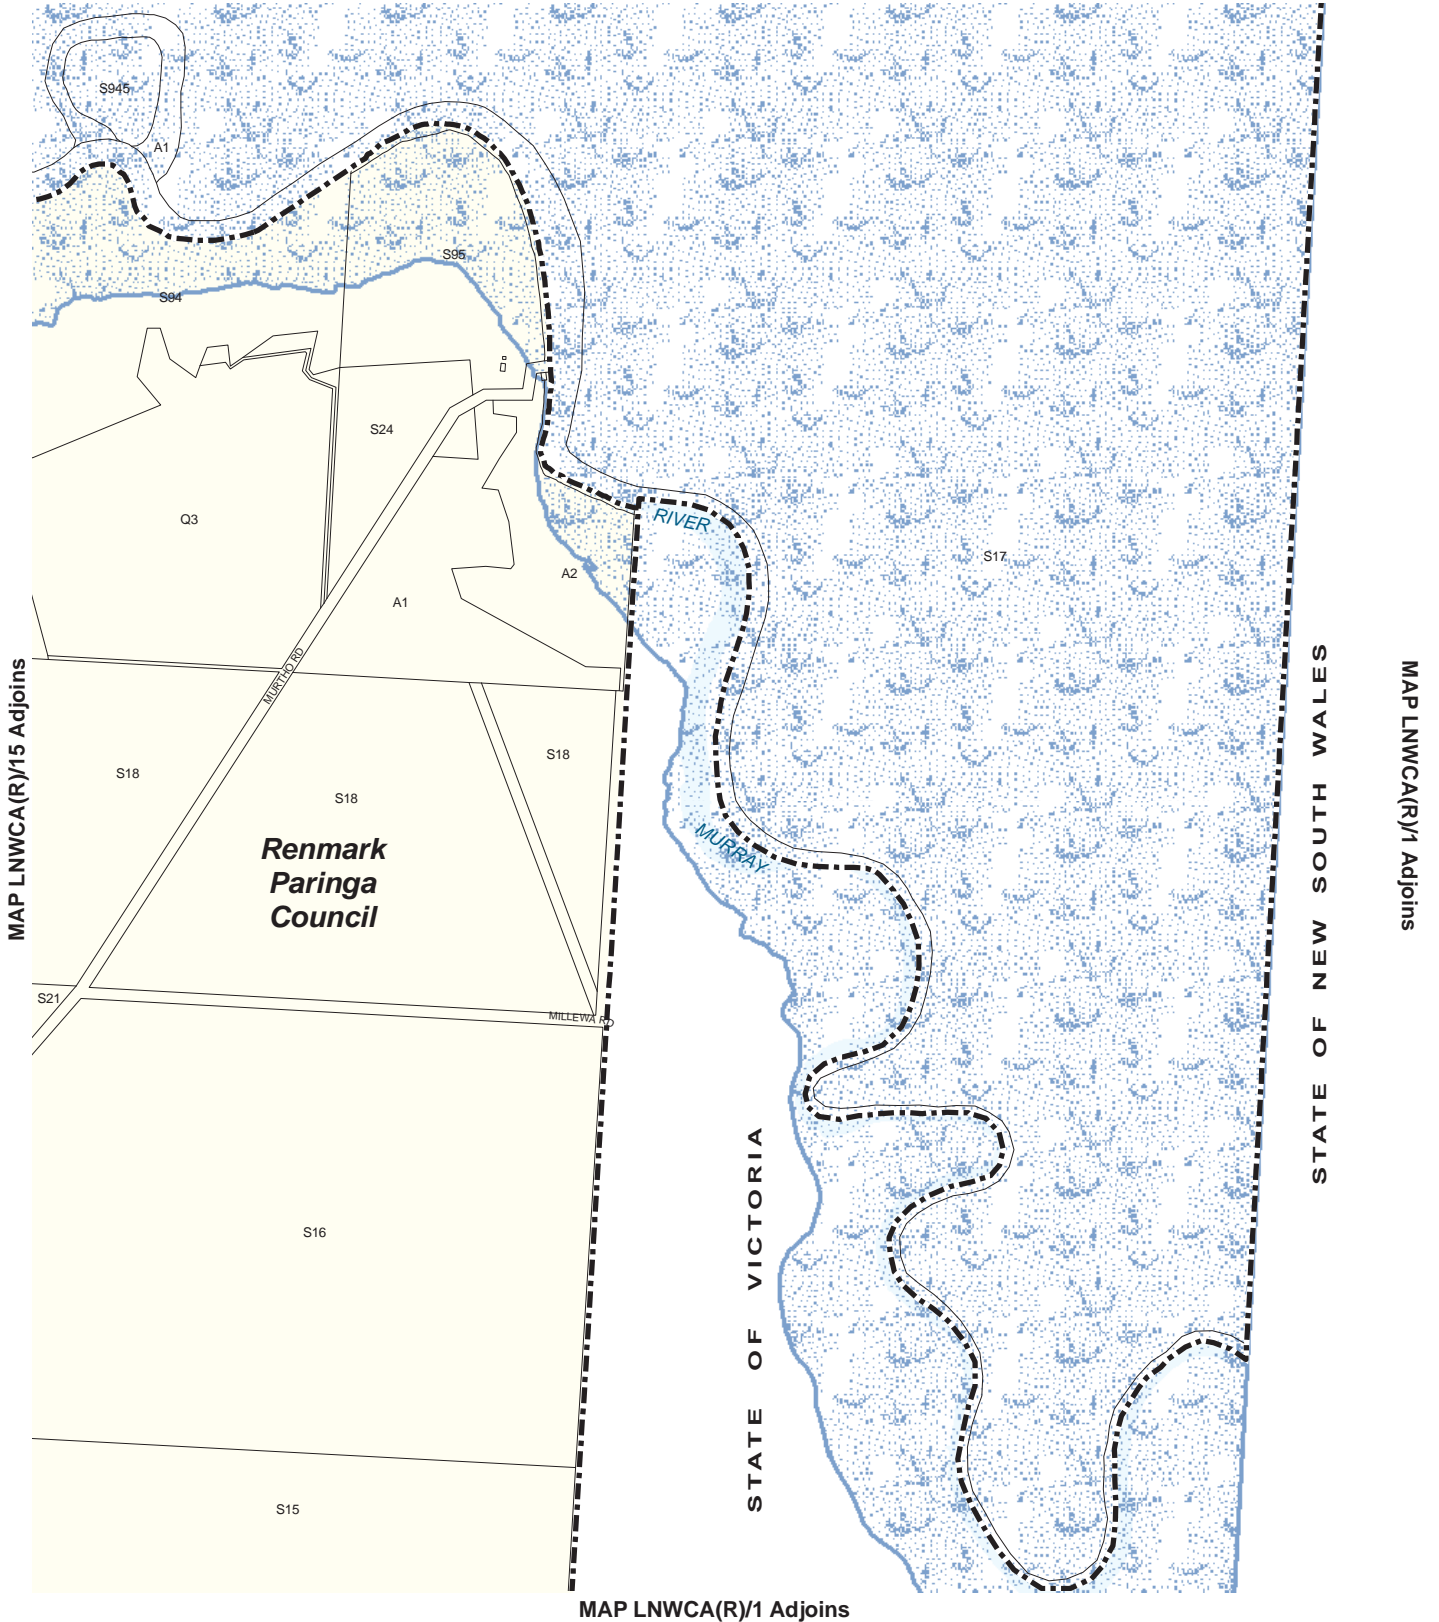 S945
A1
S95
S94
S24
Q3
RIVER
S17
A2
A1
MURTHO RD
S18
S18
S18
MURRAY
Renmark
Paringa
Council
S21
MILLEWA RD
S16
S15
STATE OF VICTORIA
STATE OF NEW SOUTH WALES
MAP LNWCA(R)/15 Adjoins
MAP LNWCA(R)/1 Adjoins
MAP LNWCA(R)/1 Adjoins